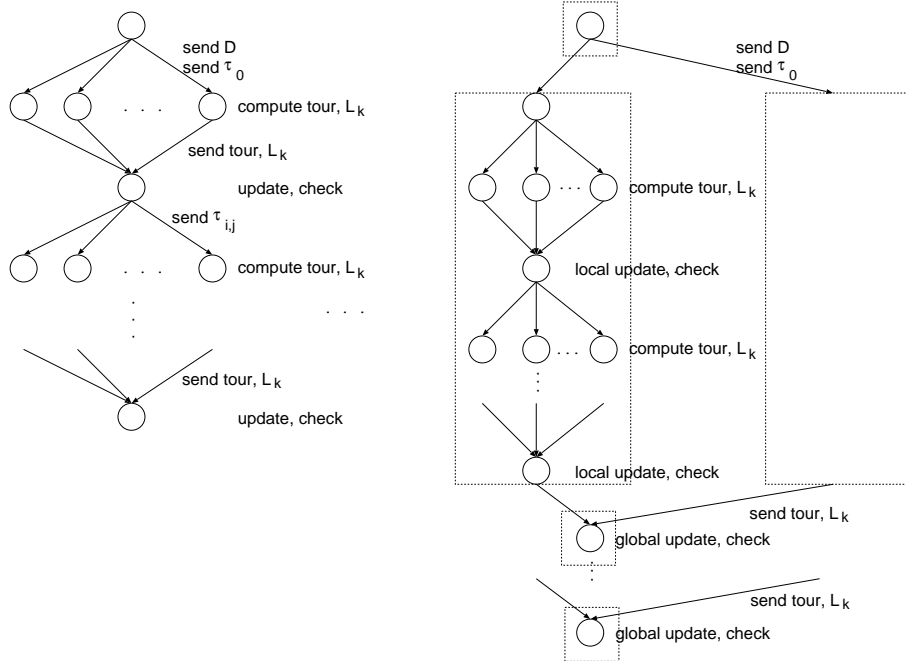 send D
send τ0
compute tour, Lk
send tour, Lk
update, check
send τi,j
compute tour, Lk
. . .
send tour, Lk
update, check
send D
send τ0
compute tour, Lk
local update, check
compute tour, Lk
local update, check
send tour, Lk
global update, check
send tour, Lk
global update, check